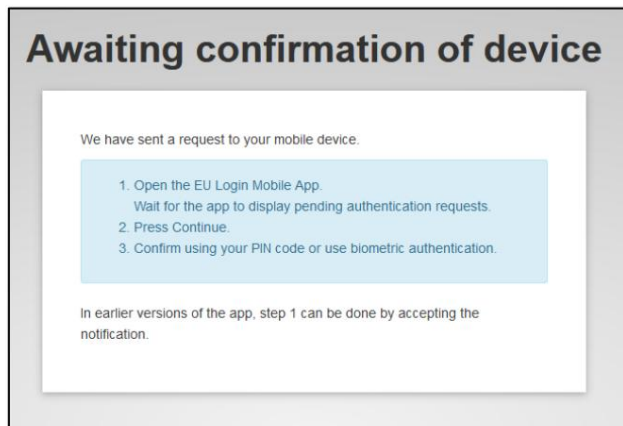 Awaiting confirmation of device
We have sent a request to your mobile device.
1. Open the EU Login Mobile App.
Wait for the app to display pending authentication requests.
2. Press Continue.
3. Confirm using your PIN code or use biometric authentication.
In earlier versions of the app, step 1 can be done by accepting the
notification.